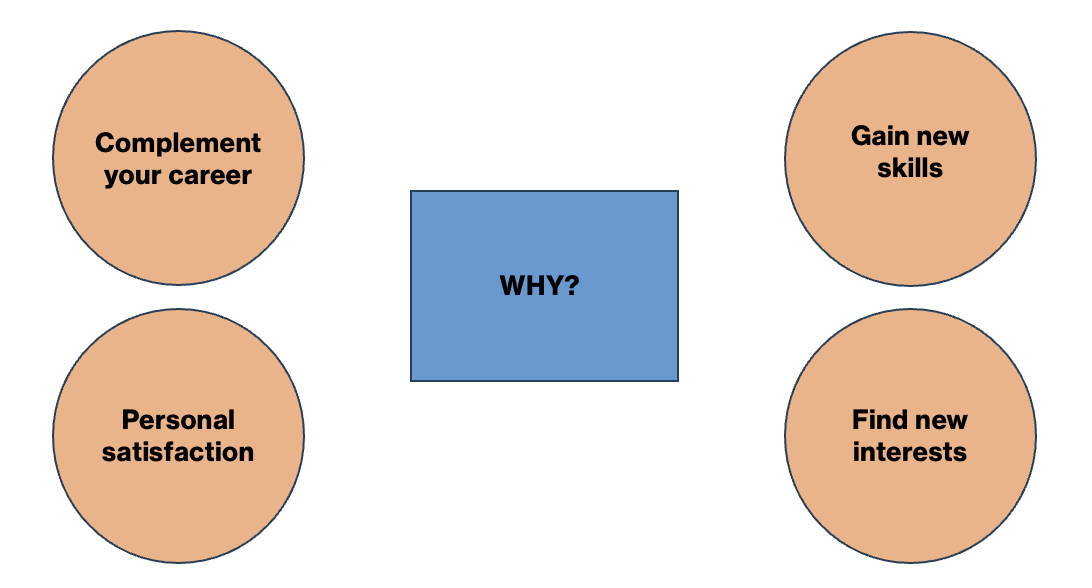 Complement
your career
Gain new
skills
WHY?
Personal
satisfaction
Find new
interests